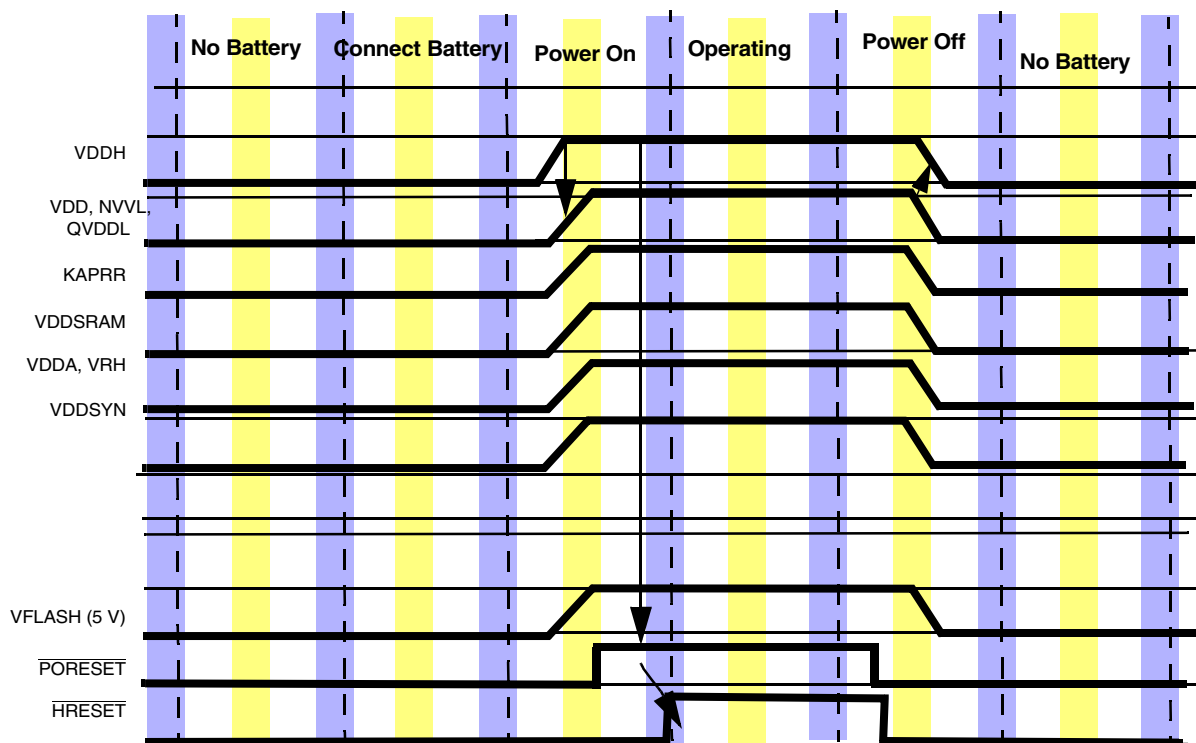 No Battery
Connect Battery
Power On
Operating
Power Off
No Battery
VDDH
VDD, NVVL,
QVDDL
KAPRR
VDDSRAM
VDDA, VRH
VDDSYN
VFLASH (5 V)
PORESET
HRESET